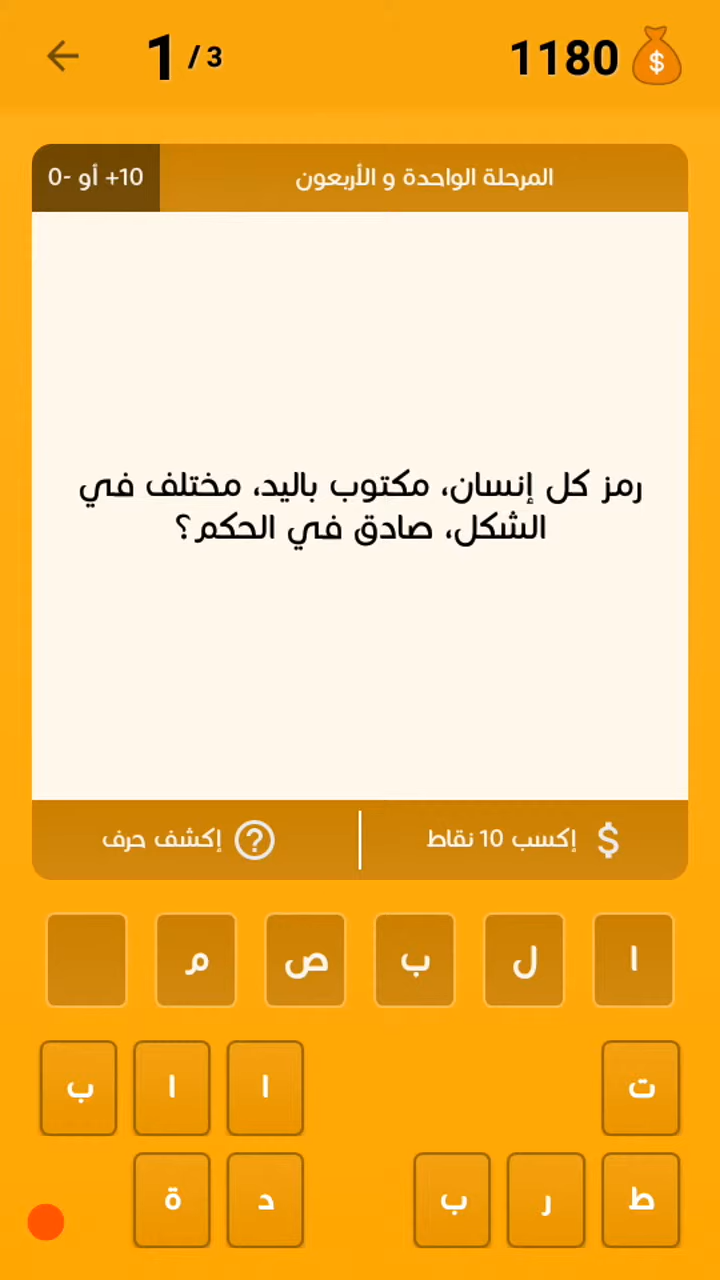 1 / 3
1180
$
المرحلة الواحدة و الأربعون
+10 أو -0
رمز كل إنسان، مكتوب باليد، مختلف في
الشكل، صادق في الحكم؟
$ إكسب 10 نقاط
? إكشف حرف
ا ل ب ص م
ت ا ا ب
ط ر ب د ة